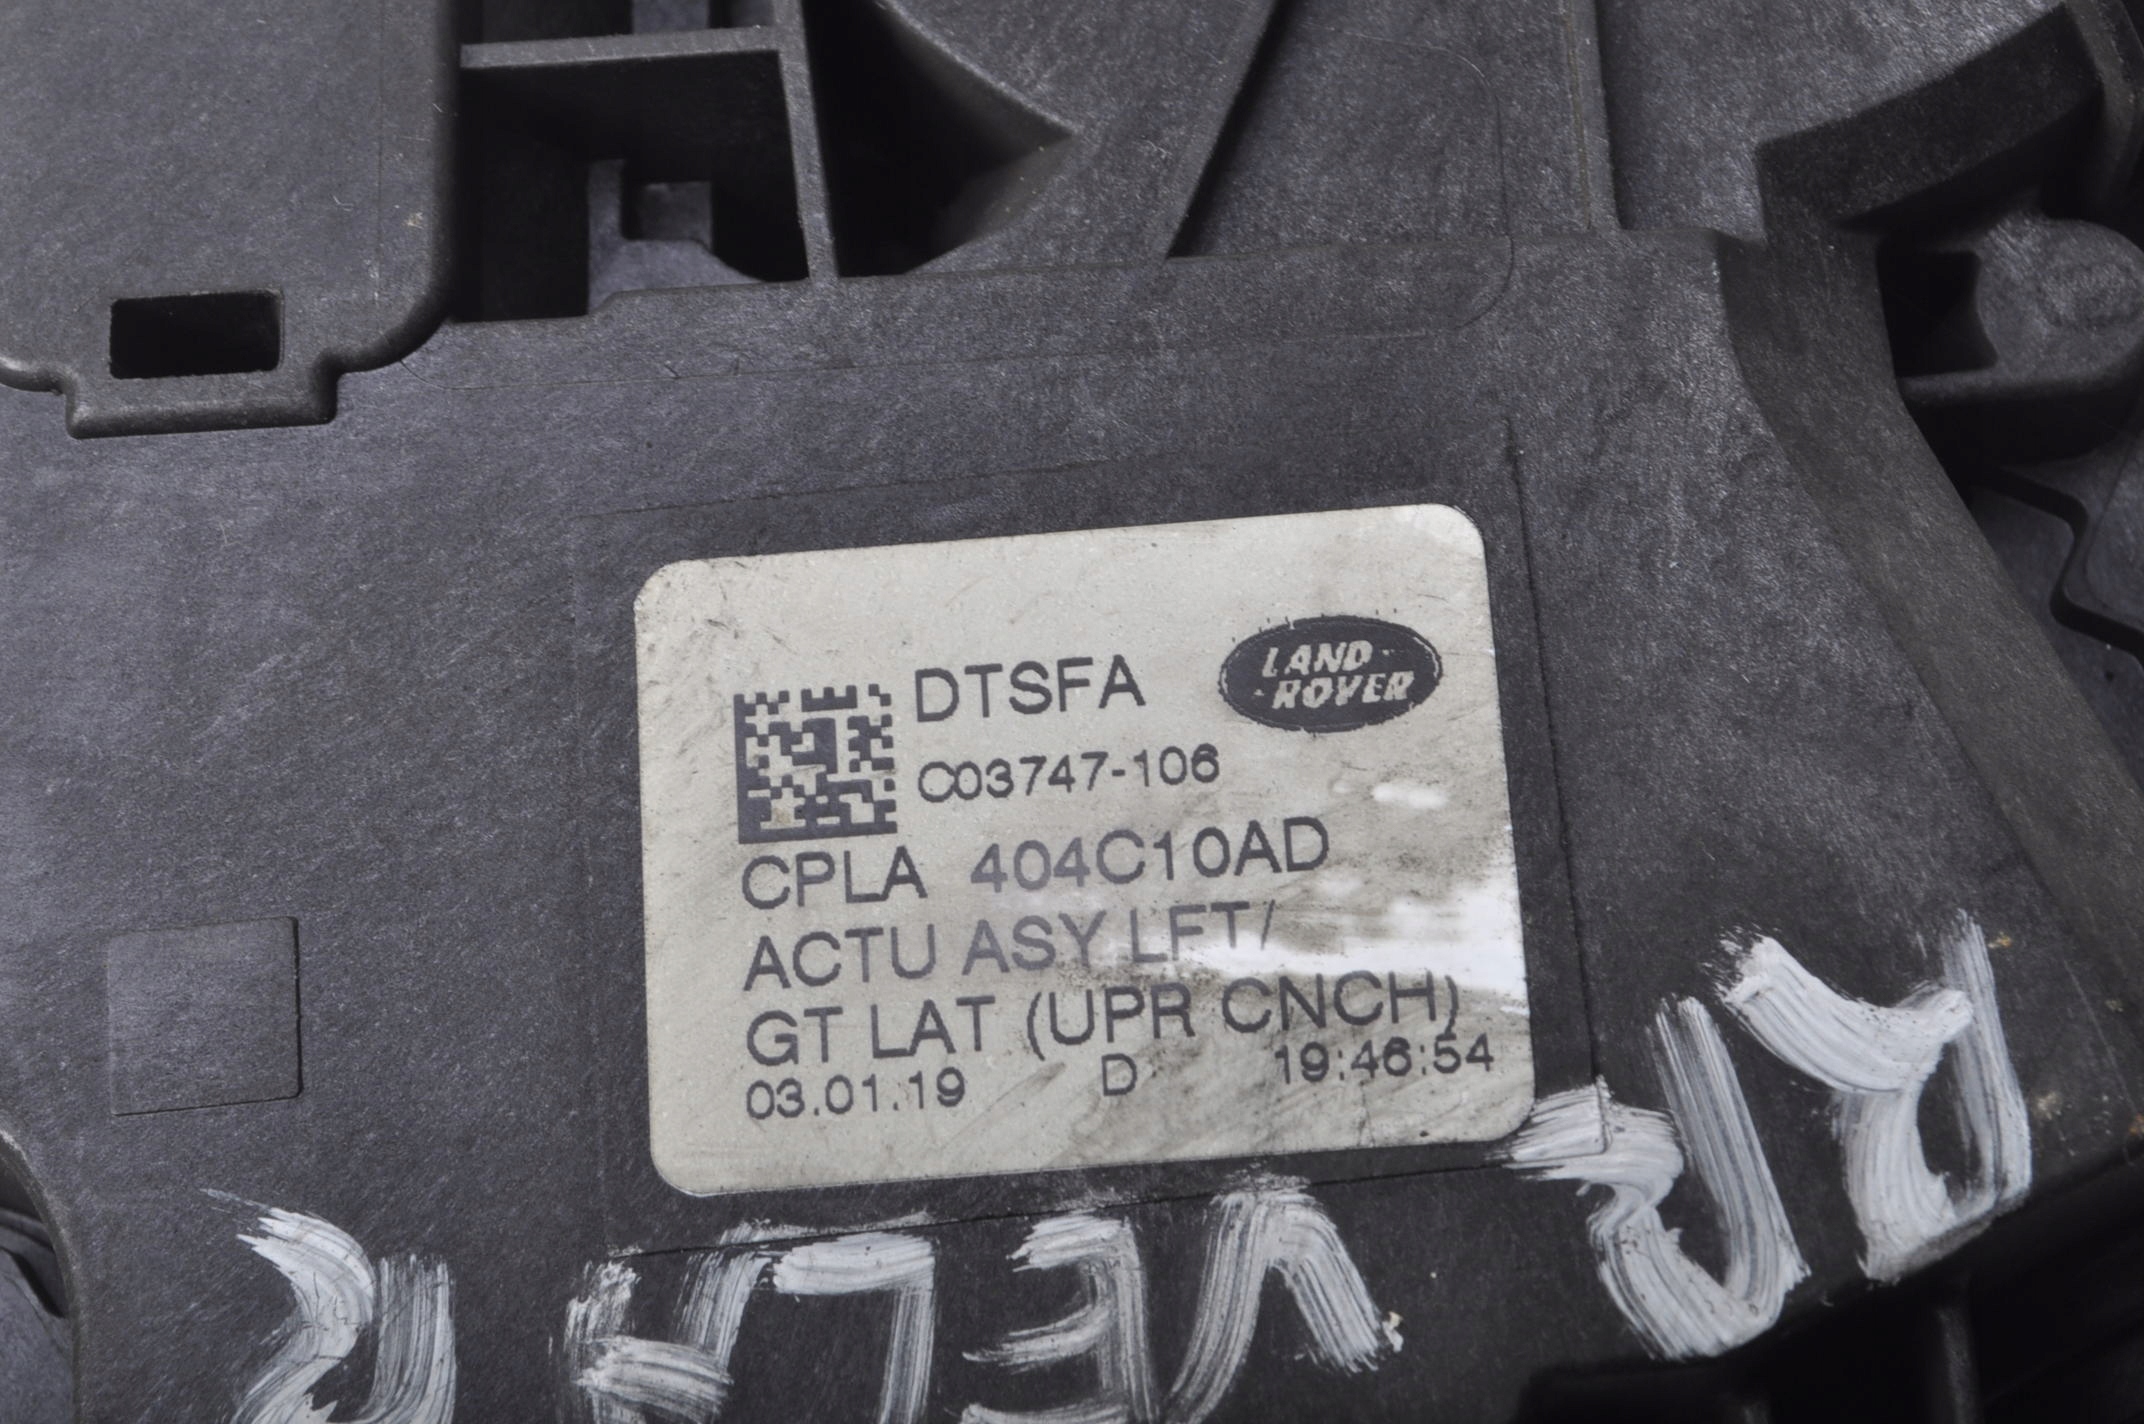 DTSFA
LAND-
-ROVER
C03747-106
CPLA 404C10AD
ACTU ASY LFT/
GT LAT (UPR CNCH)
03.01.19 D 19:46:54
RR VELAR